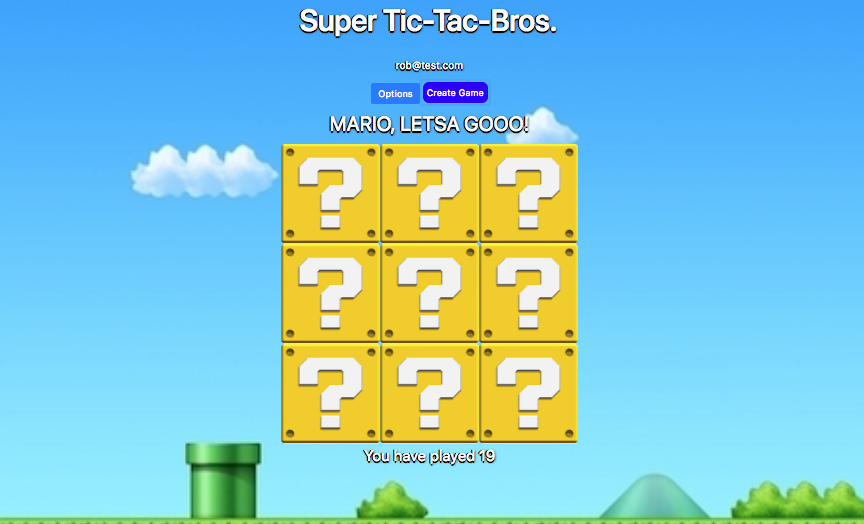 Super Tic-Tac-Bros.
rob@test.com
Options Create Game
MARIO, LETSA GOOO!
? ? ?
? ? ?
? ? ?
You have played 19